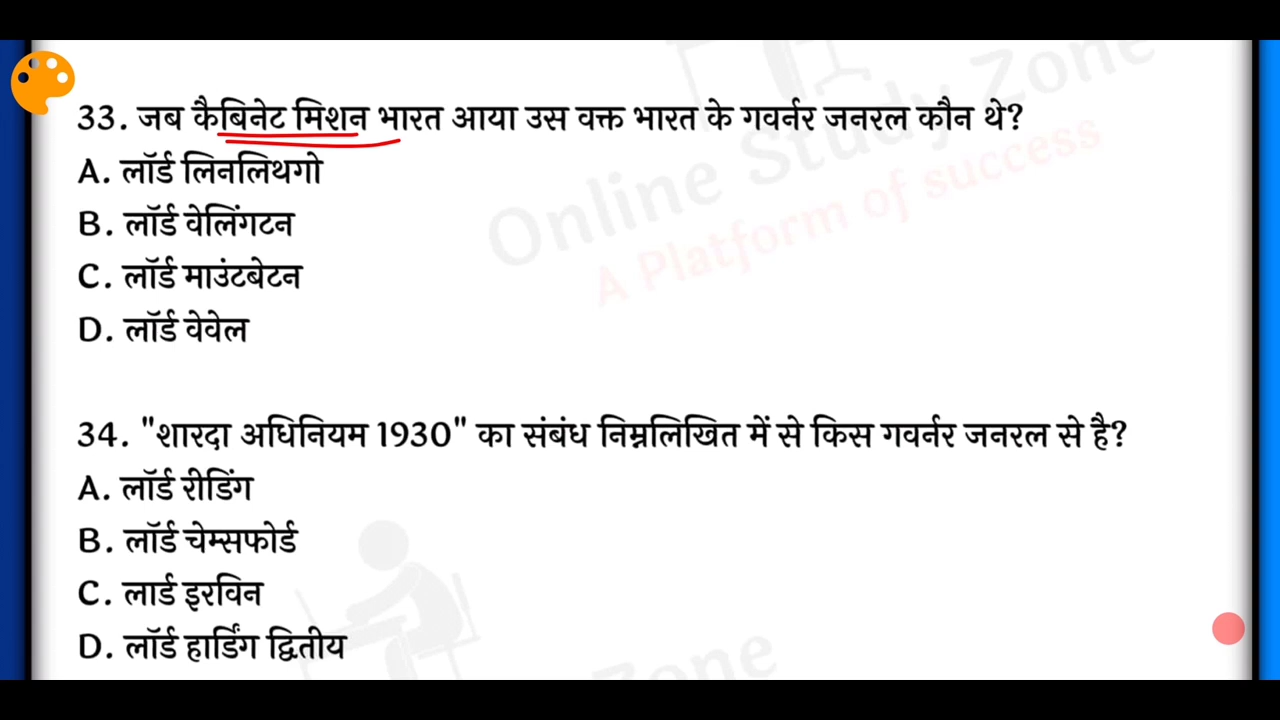 33. जब कैबिनेट मिशन भारत आया उस वक्त भारत के गवर्नर जनरल कौन थे?
A. लॉर्ड लिनलिथगो
B. लॉर्ड वेलिंगटन
C. लॉर्ड माउंटबेटन
D. लॉर्ड वेवेल
Online Study Zone
A Platform of success
34. "शारदा अधिनियम 1930" का संबंध निम्नलिखित में से किस गवर्नर जनरल से है?
A. लॉर्ड रीडिंग
B. लॉर्ड चेम्सफोर्ड
C. लार्ड इरविन
D. लॉर्ड हार्डिंग द्वितीय
Zone